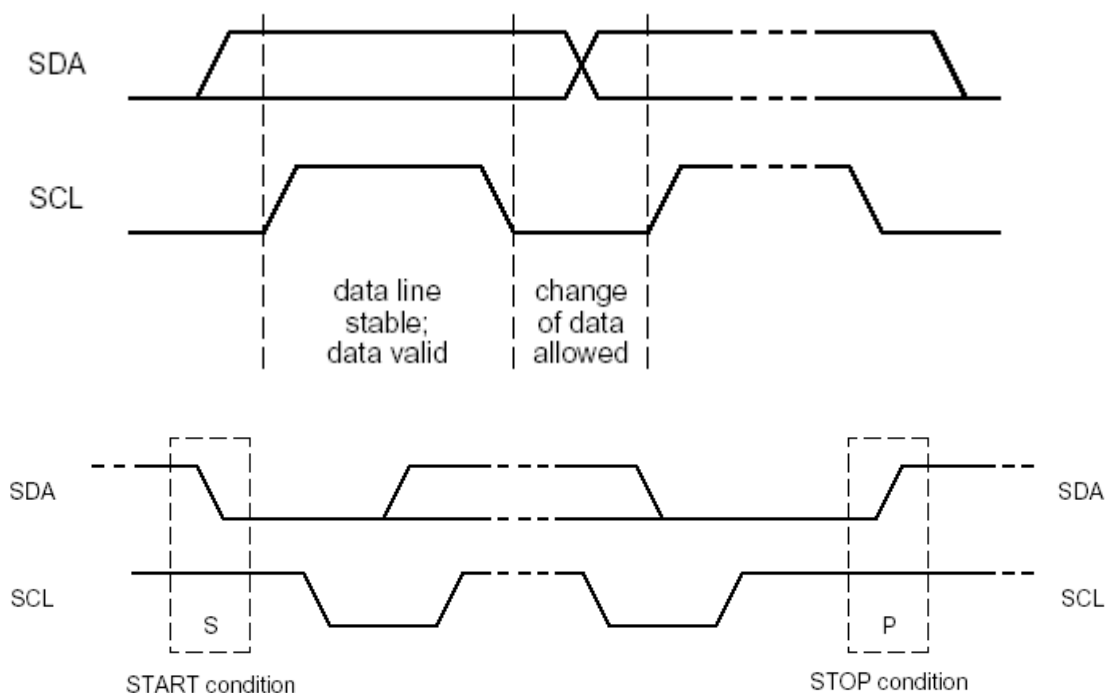 SDA
SCL
data line
stable;
data valid
change
of data
allowed
SDA
SDA
SCL
SCL
S
P
START condition
STOP condition